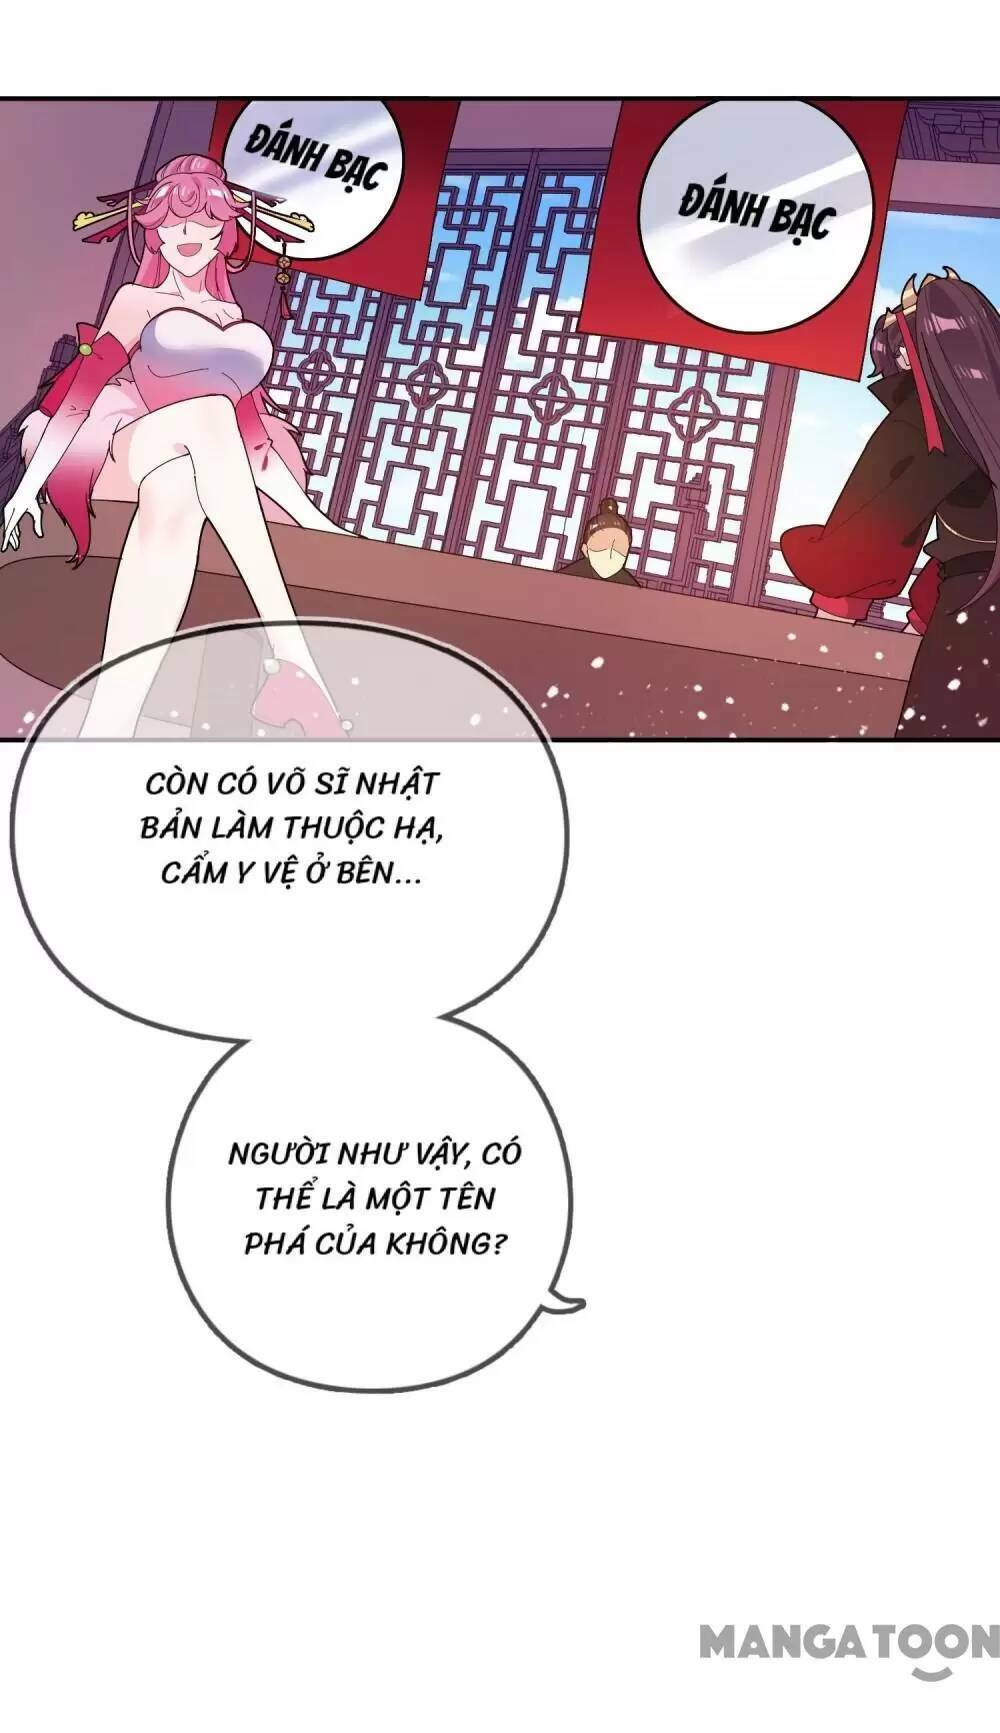 ĐÁNH BẠC
ĐÁNH BẠC
CÒN CÓ VÕ SĨ NHẬT
BẢN LÀM THUỘC HẠ,
CẨM Y VỆ Ở BÊN...
NGƯỜI NHƯ VẬY, CÓ
THỂ LÀ MỘT TÊN
PHÁ CỦA KHÔNG?
MANGATOON